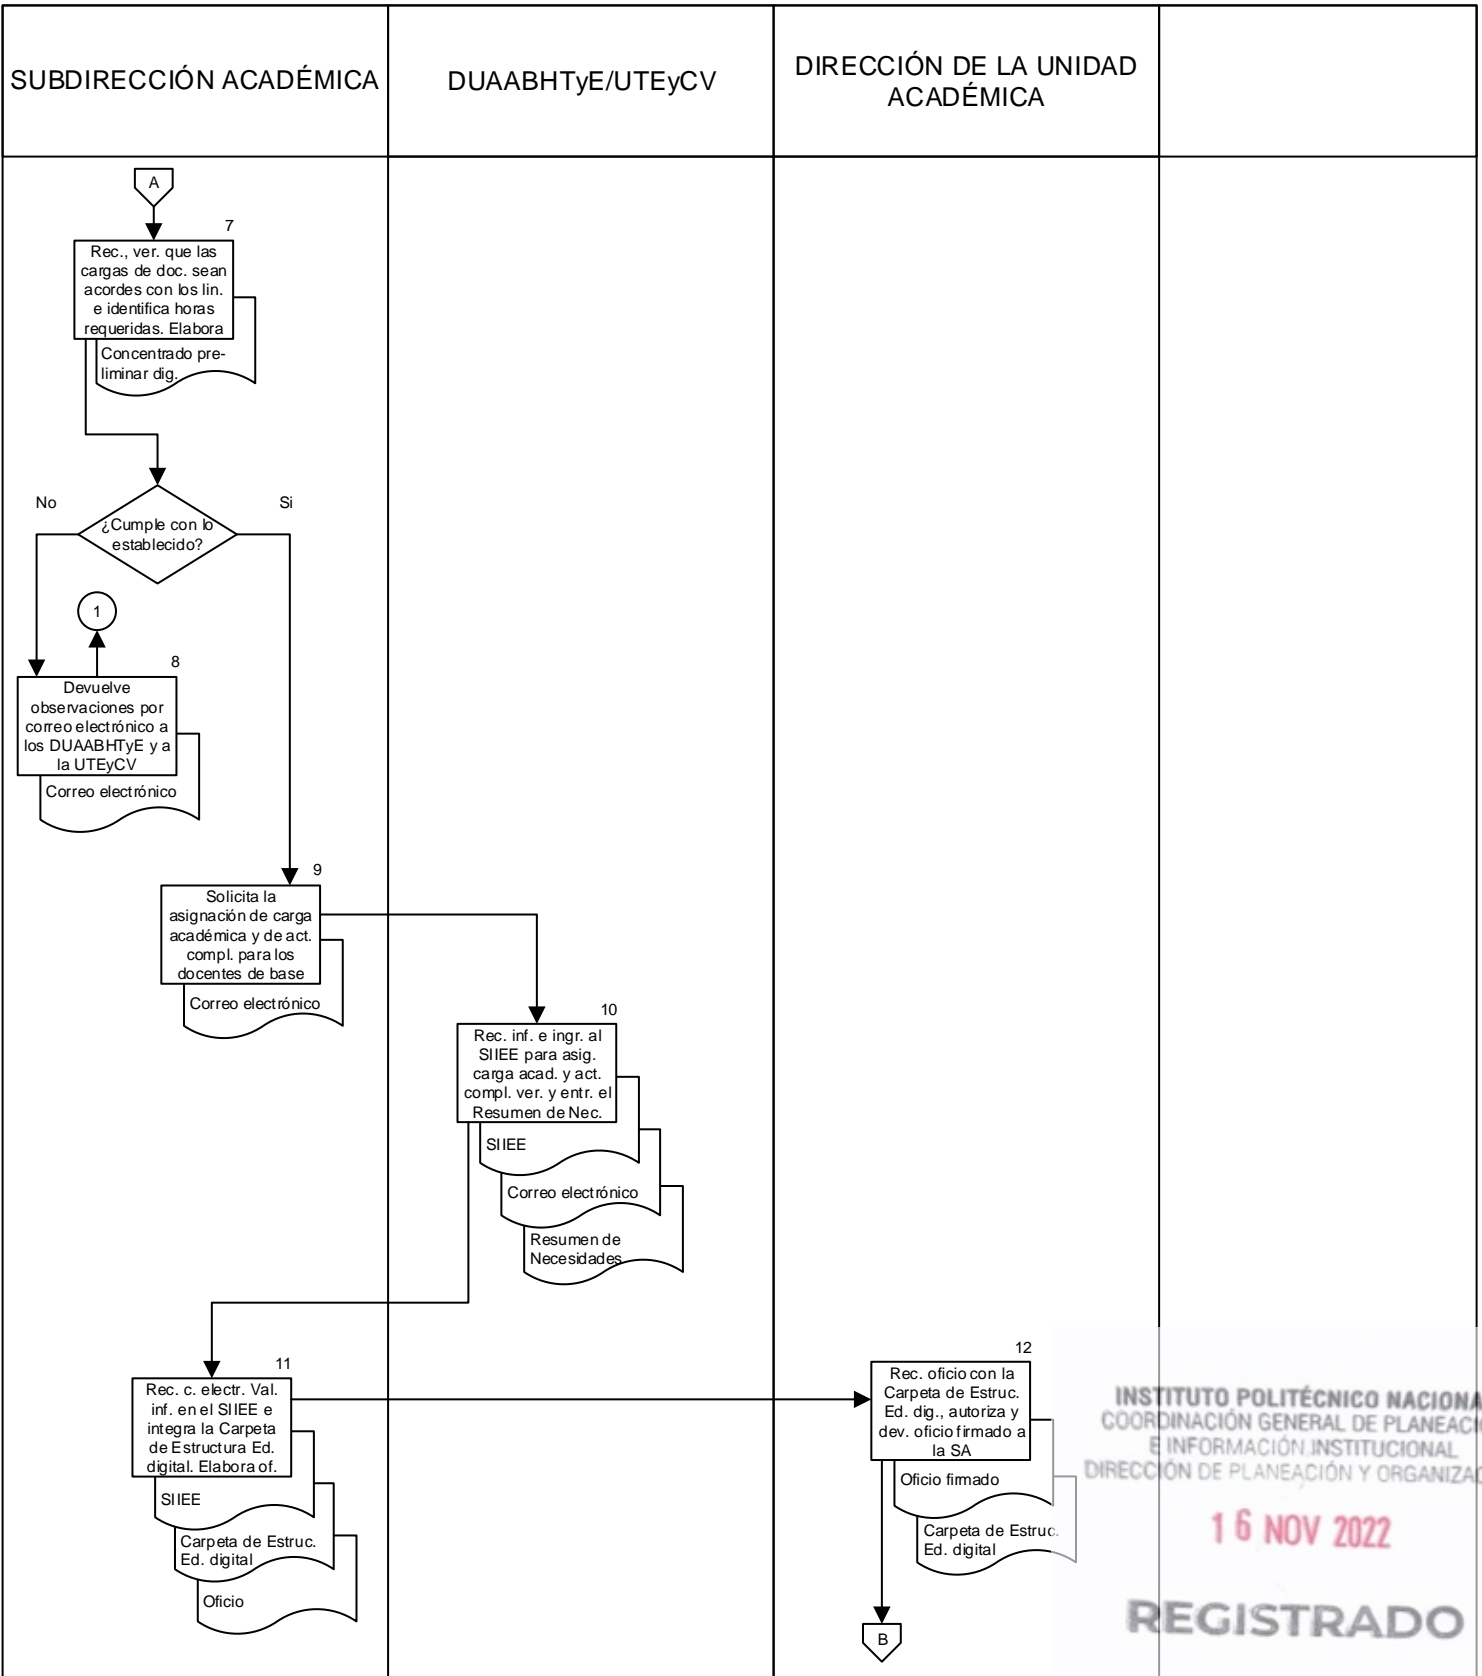 SUBDIRECCIÓN ACADÉMICA
DUAABHTyE/UTEyCV
DIRECCIÓN DE LA UNIDAD
ACADÉMICA
A
7
Rec., ver. que las
cargas de doc. sean
acordes con los lin.
e identifica horas
requeridas. Elabora
Concentrado pre-
liminar dig.
No
Si
¿Cumple con lo
establecido?
1
8
Devuelve
observaciones por
correo electrónico a
los DUAABHTyE y a
la UTEyCV
Correo electrónico
9
Solicita la
asignación de carga
académica y de act.
compl. para los
docentes de base
Correo electrónico
10
Rec. inf. e ingr. al
SIIEE para asig.
carga acad. y act.
compl. ver. y entr. el
Resumen de Nec.
SIIEE
Correo electrónico
Resumen de
Necesidades
11
Rec. c. electr. Val.
inf. en el SIIEE e
integra la Carpeta
de Estructura Ed.
digital. Elabora of.
SIIEE
Carpeta de Estruc.
Ed. digital
Oficio
12
Rec. oficio con la
Carpeta de Estruc.
Ed. dig., autoriza y
dev. oficio firmado a
la SA
Oficio firmado
Carpeta de Estruc.
Ed. digital
B
INSTITUTO POLITÉCNICO NACIONA
COORDINACIÓN GENERAL DE PLANEACI
E INFORMACIÓN INSTITUCIONAL
DIRECCIÓN DE PLANEACIÓN Y ORGANIZA
16 NOV 2022
REGISTRADO